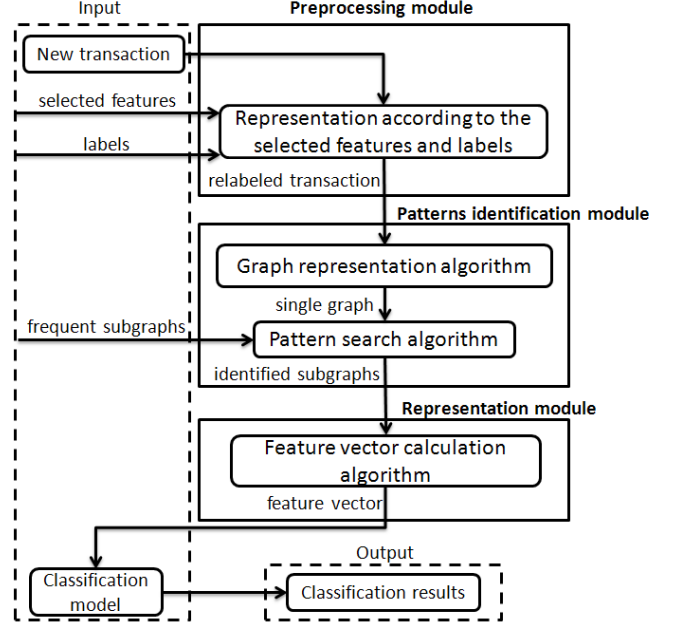 Input
Preprocessing module
New transaction
selected features
Representation according to the
selected features and labels
labels
relabeled transaction
Patterns identification module
Graph representation algorithm
single graph
frequent subgraphs
Pattern search algorithm
identified subgraphs
Representation module
Feature vector calculation
algorithm
feature vector
Output
Classification
model
Classification results